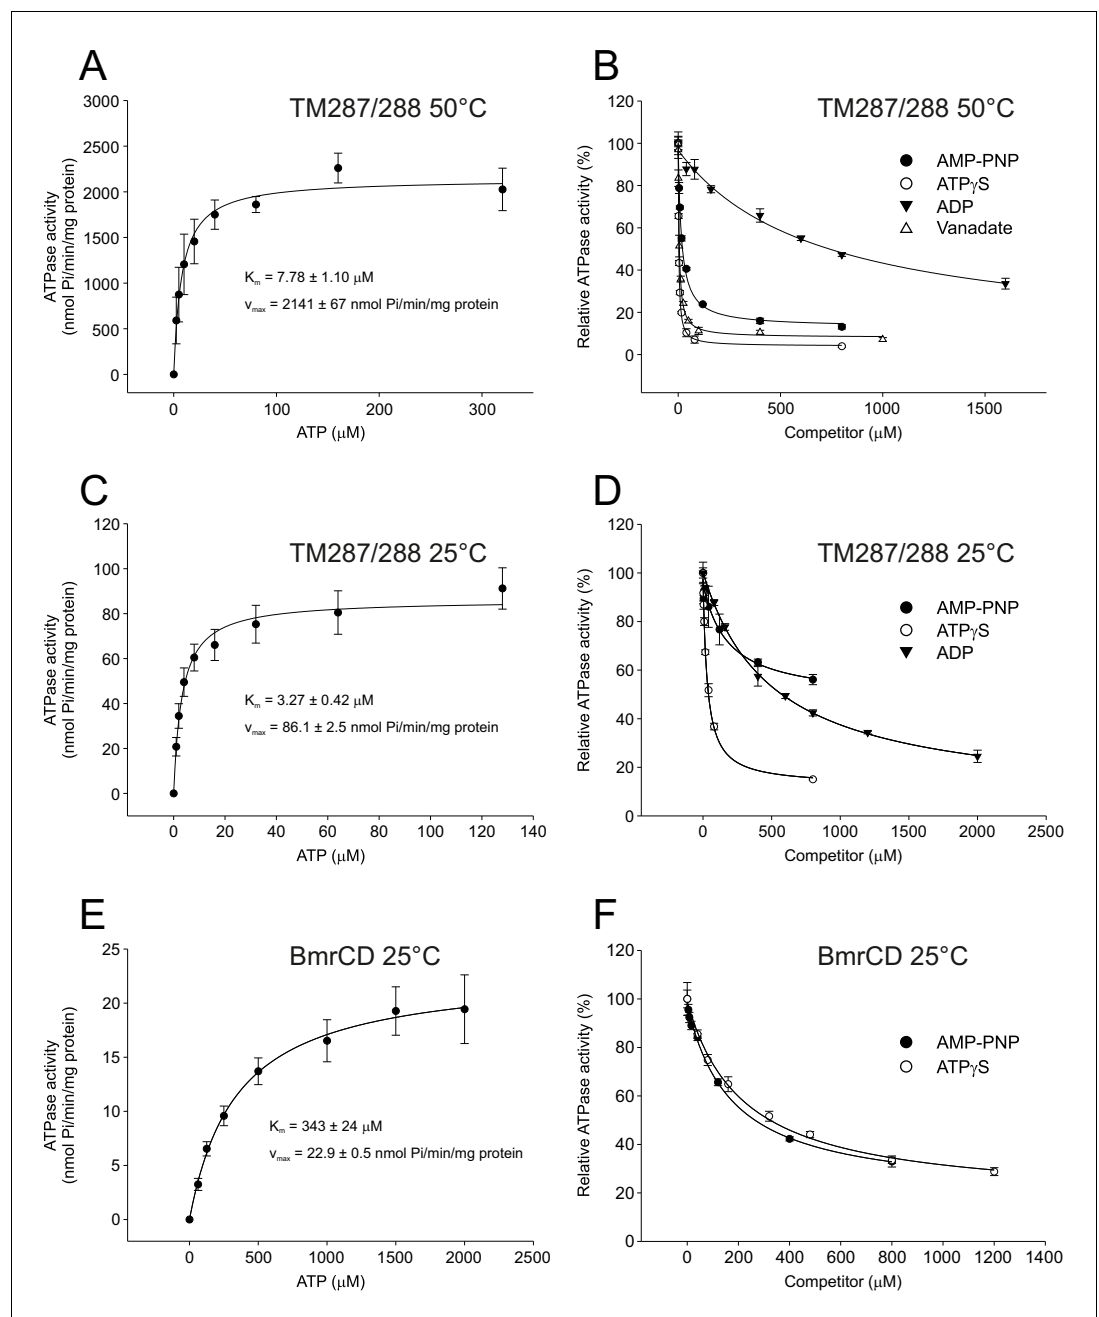 A
TM287/288 50°C
3000
2500
2000
1500
1000
500
0
ATPase activity
(nmol Pi/min/mg protein)
Km = 7.78 ± 1.10 μM
vmax = 2141 ± 67 nmol Pi/min/mg protein
0 100 200 300
ATP (μM)
B
TM287/288 50°C
120
100
80
60
40
20
0
Relative ATPase activity (%)
AMP-PNP
ATPγS
ADP
Vanadate
0 500 1000 1500
Competitor (μM)
C
TM287/288 25°C
120
100
80
60
40
20
0
ATPase activity
(nmol Pi/min/mg protein)
Km = 3.27 ± 0.42 μM
vmax = 86.1 ± 2.5 nmol Pi/min/mg protein
0 20 40 60 80 100 120 140
ATP (μM)
D
TM287/288 25°C
120
100
80
60
40
20
0
Relative ATPase activity (%)
AMP-PNP
ATPγS
ADP
0 500 1000 1500 2000 2500
Competitor (μM)
E
BmrCD 25°C
25
20
15
10
5
0
ATPase activity
(nmol Pi/min/mg protein)
Km = 343 ± 24 μM
vmax = 22.9 ± 0.5 nmol Pi/min/mg protein
0 500 1000 1500 2000 2500
ATP (μM)
F
BmrCD 25°C
120
100
80
60
40
20
0
Relative ATPase activity (%)
AMP-PNP
ATPγS
0 200 400 600 800 1000 1200 1400
Competitor (μM)